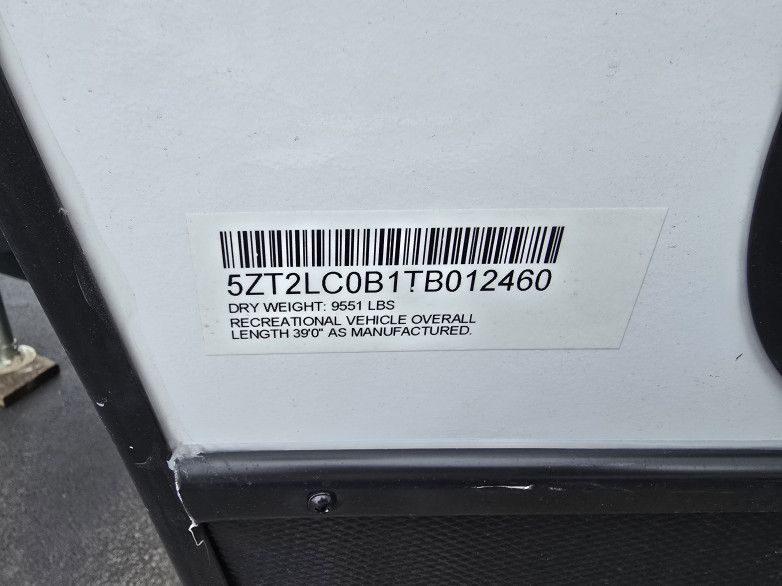 5ZT2LC0B1TB012460
DRY WEIGHT: 9551 LBS
RECREATIONAL VEHICLE OVERALL
LENGTH 39'0" AS MANUFACTURED.